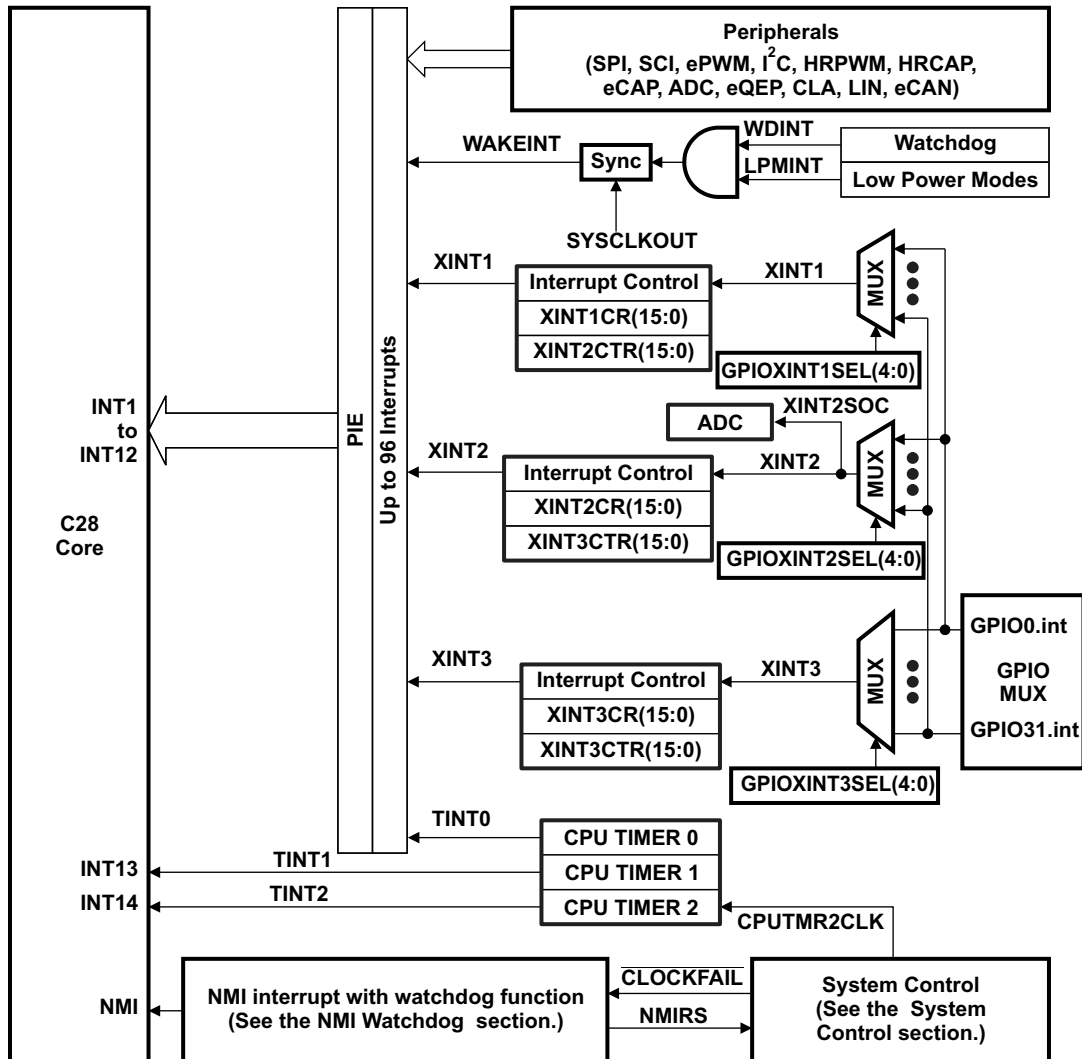 Peripherals
(SPI, SCI, ePWM, I2C, HRPWM, HRCAP,
eCAP, ADC, eQEP, CLA, LIN, eCAN)
WDINT
WAKEINT
Sync
Watchdog
LPMINT
Low Power Modes
SYSCLKOUT
XINT1
Interrupt Control
XINT1CR(15:0)
XINT2CTR(15:0)
XINT1
MUX
GPIOXINT1SEL(4:0)
INT1
to
INT12
PIE
Up to 96 Interrupts
C28
Core
ADC
XINT2SOC
XINT2
Interrupt Control
XINT2CR(15:0)
XINT3CTR(15:0)
XINT2
MUX
GPIOXINT2SEL(4:0)
XINT3
Interrupt Control
XINT3CR(15:0)
XINT3CTR(15:0)
XINT3
MUX
GPIOXINT3SEL(4:0)
GPIO0.int
GPIO
MUX
GPIO31.int
TINT0
CPU TIMER 0
INT13
TINT1
CPU TIMER 1
INT14
TINT2
CPU TIMER 2
CPUTMR2CLK
NMI
NMI interrupt with watchdog function
(See the NMI Watchdog section.)
CLOCKFAIL
NMIRS
System Control
(See the System
Control section.)